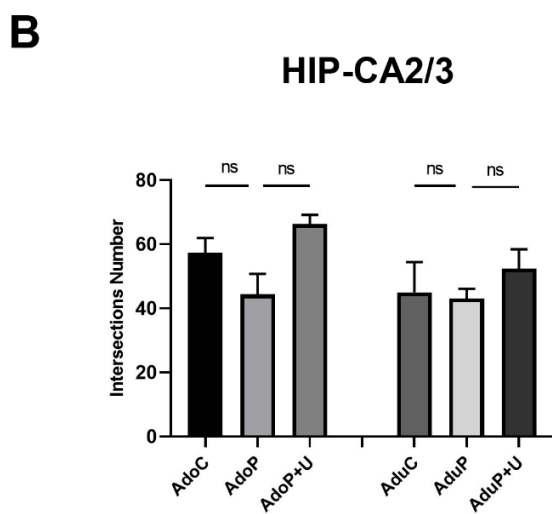 B
HIP-CA2/3
ns ns ns ns
80
60
40
20
0
Intersections Number
AdoC AdoP AdoP+U AduC AduP AduP+U